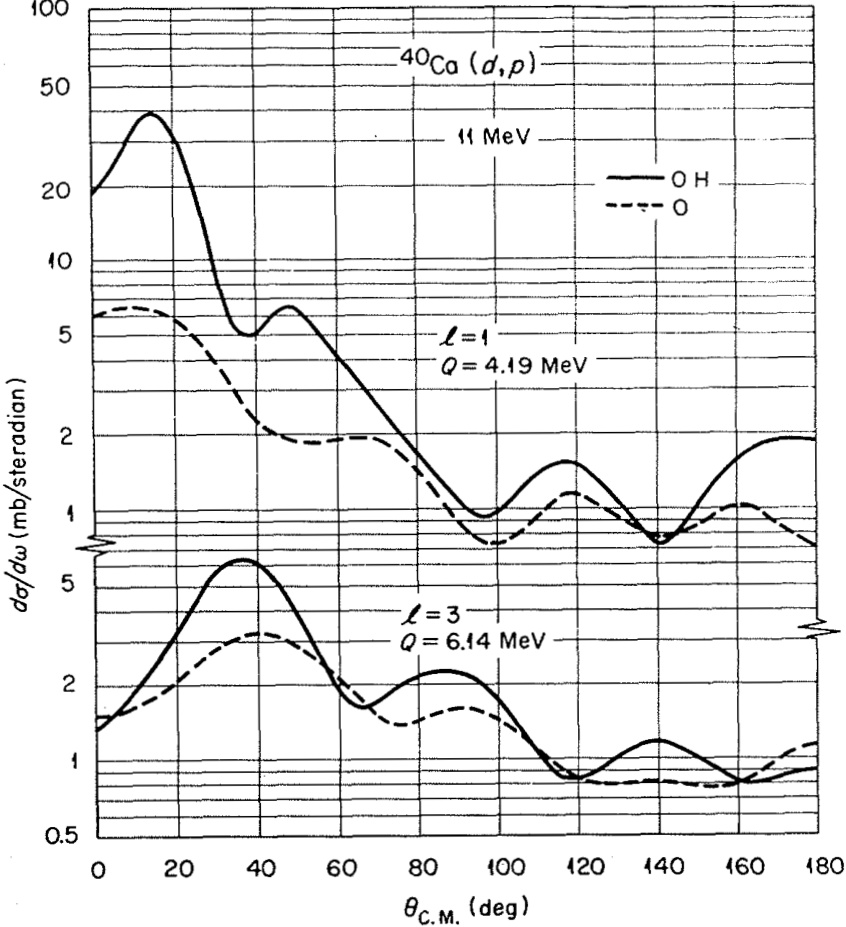 100
50
20
10
5
2
1
5
2
1
0.5
dσ/dω (mb/steradian)
⁴⁰Ca (d,p)
11 MeV
OH
O
ℓ=1
Q = 4.19 MeV
ℓ=3
Q = 6.14 MeV
0 20 40 60 80 100 120 140 160 180
θC.M. (deg)